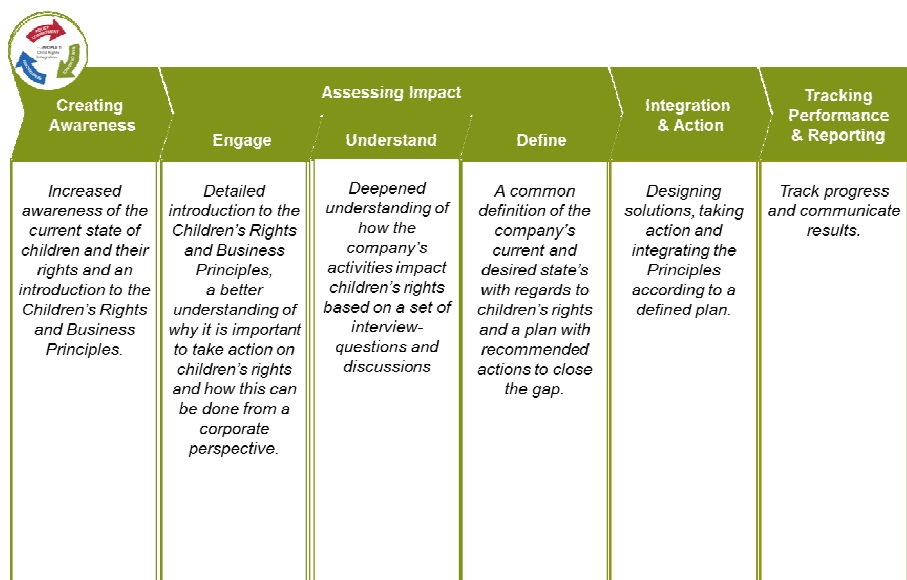 POLICY
COMMITMENT
Child Rights
Creating
Awareness
Assessing Impact
Engage
Understand
Define
Integration
& Action
Tracking
Performance
& Reporting
Increased
awareness of the
current state of
children and their
rights and an
introduction to the
Children's Rights
and Business
Principles.
Detailed
introduction to the
Children's Rights
and Business
Principles,
a better
understanding of
why it is important
to take action on
children's rights
and how this can
be done from a
corporate
perspective.
Deepened
understanding of
how the
company's
activities impact
children's rights
based on a set of
interview-
questions and
discussions
A common
definition of the
company's
current and
desired state's
with regards to
children's rights
and a plan with
recommended
actions to close
the gap.
Designing
solutions, taking
action and
integrating the
Principles
according to a
defined plan.
Track progress
and communicate
results.